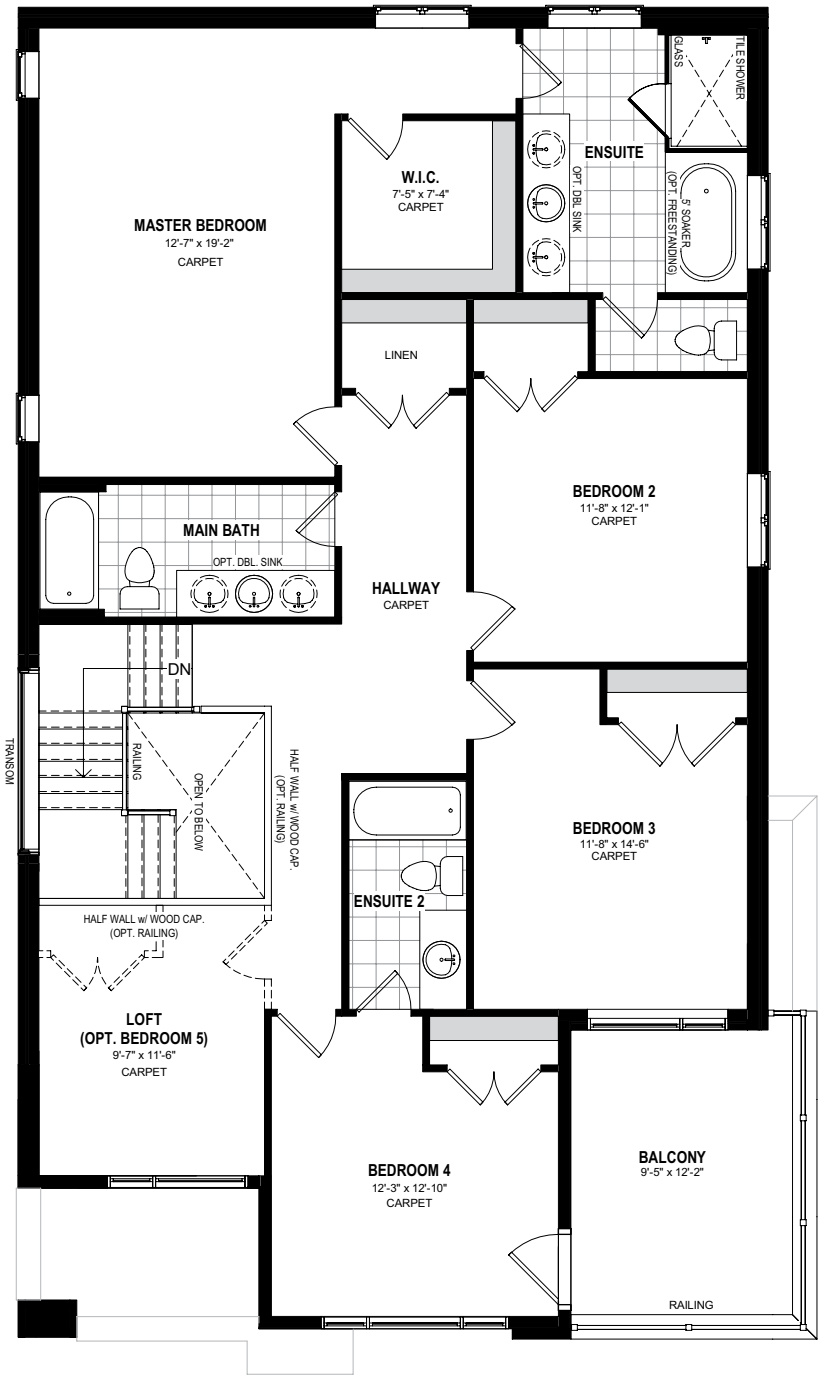 GLASS
TILE SHOWER
ENSUITE
OPT. DBL SINK
5' SOAKER
(OPT. FREESTANDING)
W.I.C.
7'-5" x 7'-4"
CARPET
MASTER BEDROOM
12'-7" x 19'-2"
CARPET
LINEN
BEDROOM 2
11'-8" x 12'-1"
CARPET
MAIN BATH
OPT. DBL. SINK
HALLWAY
CARPET
DN
TRANSOM
RAILING
OPEN TO BELOW
HALF WALL w/ WOOD CAP.
(OPT. RAILING)
BEDROOM 3
11'-8" x 14'-6"
CARPET
ENSUITE 2
HALF WALL w/ WOOD CAP.
(OPT. RAILING)
LOFT
(OPT. BEDROOM 5)
9'-7" x 11'-6"
CARPET
BEDROOM 4
12'-3" x 12'-10"
CARPET
BALCONY
9'-5" x 12'-2"
RAILING